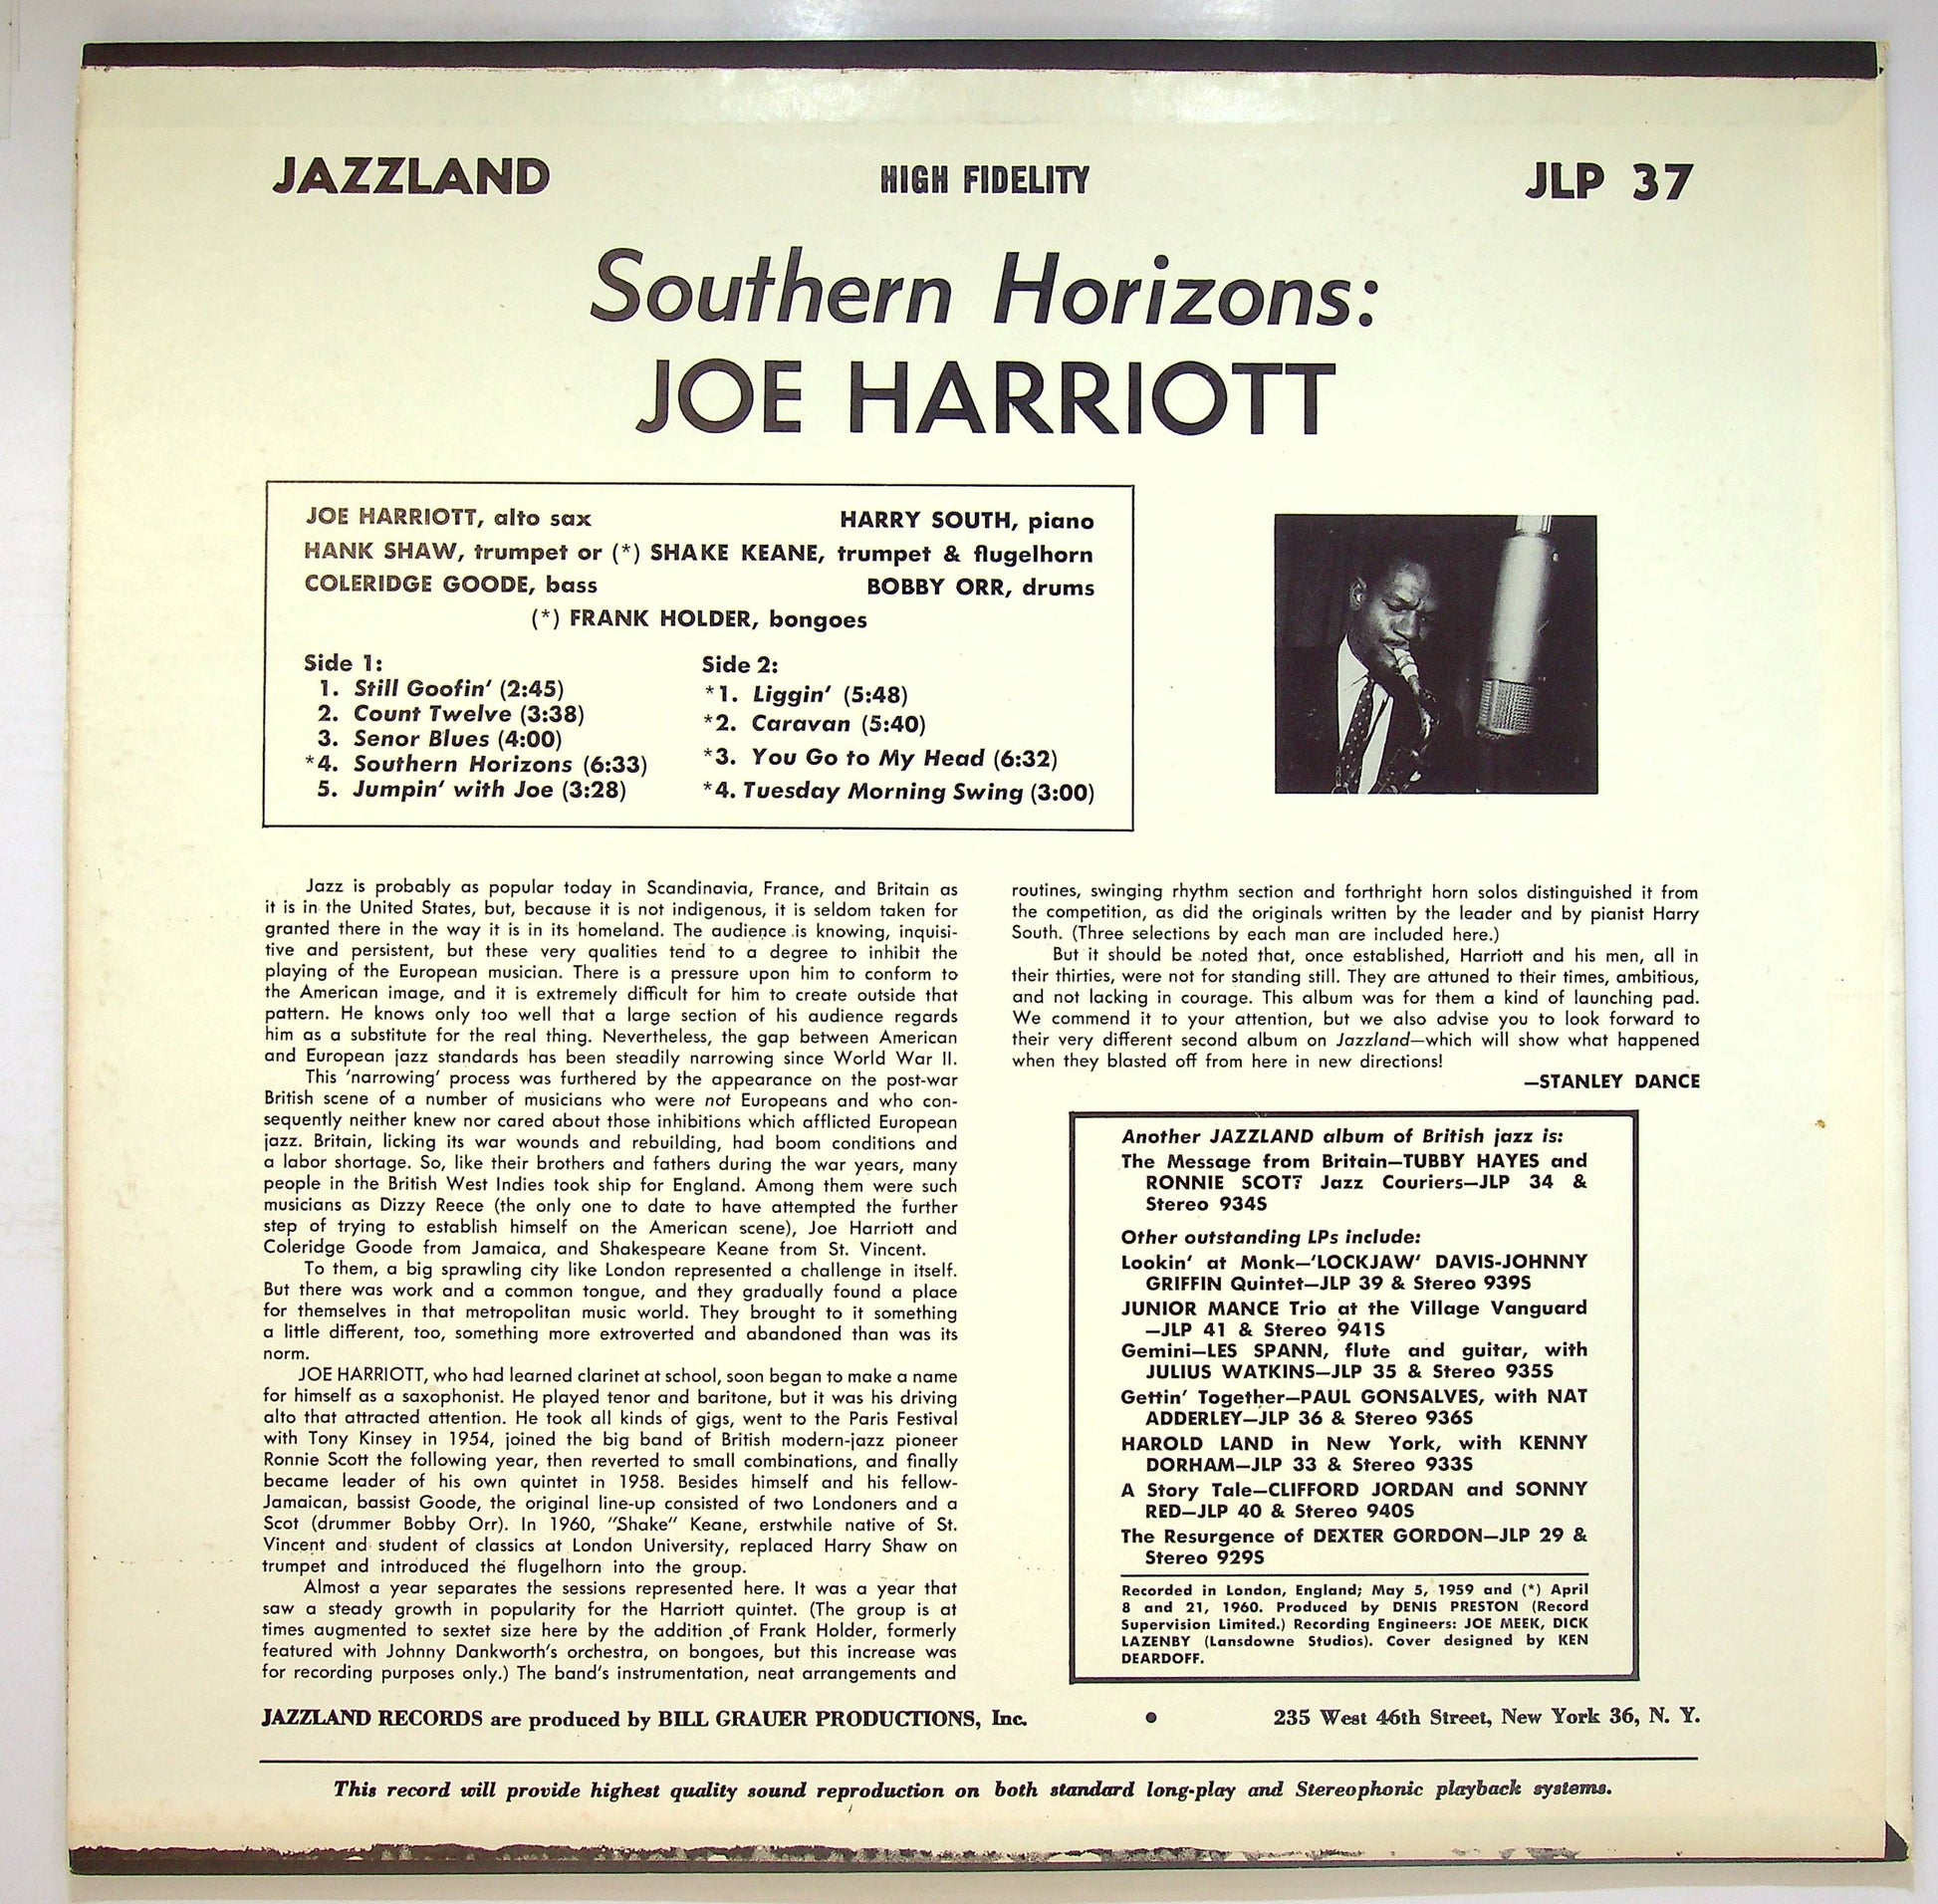 JAZZLAND HIGH FIDELITY JLP 37
Southern Horizons:
JOE HARRIOTT
JOE HARRIOTT, alto sax HARRY SOUTH, piano
HANK SHAW, trumpet or (*) SHAKE KEANE, trumpet & flugelhorn
COLERIDGE GOODE, bass BOBBY ORR, drums
(*) FRANK HOLDER, bongoes
Side 1:
1. Still Goofin' (2:45)
2. Count Twelve (3:38)
3. Senor Blues (4:00)
*4. Southern Horizons (6:33)
5. Jumpin' with Joe (3:28)
Side 2:
*1. Liggin' (5:48)
*2. Caravan (5:40)
*3. You Go to My Head (6:32)
*4. Tuesday Morning Swing (3:00)
Jazz is probably as popular today in Scandinavia, France, and Britain as
it is in the United States, but, because it is not indigenous, it is seldom taken for
granted there in the way it is in its homeland. The audience is knowing, inquisi-
tive and persistent, but these very qualities tend to a degree to inhibit the
playing of the European musician. There is a pressure upon him to conform to
the American image, and it is extremely difficult for him to create outside that
pattern. He knows only too well that a large section of his audience regards
him as a substitute for the real thing. Nevertheless, the gap between American
and European jazz standards has been steadily narrowing since World War II.
This 'narrowing' process was furthered by the appearance on the post-war
British scene of a number of musicians who were not Europeans and who con-
sequently neither knew nor cared about those inhibitions which afflicted European
jazz. Britain, licking its war wounds and rebuilding, had boom conditions and
a labor shortage. So, like their brothers and fathers during the war years, many
people in the British West Indies took ship for England. Among them were such
musicians as Dizzy Reece (the only one to date to have attempted the further
step of trying to establish himself on the American scene), Joe Harriott and
Coleridge Goode from Jamaica, and Shakespeare Keane from St. Vincent.
To them, a big sprawling city like London represented a challenge in itself.
But there was work and a common tongue, and they gradually found a place
for themselves in that metropolitan music world. They brought to it something
a little different, too, something more extroverted and abandoned than was its
norm.
JOE HARRIOTT, who had learned clarinet at school, soon began to make a name
for himself as a saxophonist. He played tenor and baritone, but it was his driving
alto that attracted attention. He took all kinds of gigs, went to the Paris Festival
with Tony Kinsey in 1954, joined the big band of British modern-jazz pioneer
Ronnie Scott the following year, then reverted to small combinations, and finally
became leader of his own quintet in 1958. Besides himself and his fellow-
Jamaican, bassist Goode, the original line-up consisted of two Londoners and a
Scot (drummer Bobby Orr). In 1960, "Shake" Keane, erstwhile native of St.
Vincent and student of classics at London University, replaced Harry Shaw on
trumpet and introduced the flugelhorn into the group.
Almost a year separates the sessions represented here. It was a year that
saw a steady growth in popularity for the Harriott quintet. (The group is at
times augmented to sextet size here by the addition of Frank Holder, formerly
featured with Johnny Dankworth's orchestra, on bongoes, but this increase was
for recording purposes only.) The band's instrumentation, neat arrangements and
routines, swinging rhythm section and forthright horn solos distinguished it from
the competition, as did the originals written by the leader and by pianist Harry
South. (Three selections by each man are included here.)
But it should be noted that, once established, Harriott and his men, all in
their thirties, were not for standing still. They are attuned to their times, ambitious,
and not lacking in courage. This album was for them a kind of launching pad.
We commend it to your attention, but we also advise you to look forward to
their very different second album on Jazzland—which will show what happened
when they blasted off from here in new directions!
—STANLEY DANCE
Another JAZZLAND album of British jazz is:
The Message from Britain—TUBBY HAYES and
RONNIE SCOTT Jazz Couriers—JLP 34 &
Stereo 934S
Other outstanding LPs include:
Lookin' at Monk—'LOCKJAW' DAVIS-JOHNNY
GRIFFIN Quintet—JLP 39 & Stereo 939S
JUNIOR MANCE Trio at the Village Vanguard
—JLP 41 & Stereo 941S
Gemini—LES SPANN, flute and guitar, with
JULIUS WATKINS—JLP 35 & Stereo 935S
Gettin' Together—PAUL GONSALVES, with NAT
ADDERLEY—JLP 36 & Stereo 936S
HAROLD LAND in New York, with KENNY
DORHAM—JLP 33 & Stereo 933S
A Story Tale—CLIFFORD JORDAN and SONNY
RED—JLP 40 & Stereo 940S
The Resurgence of DEXTER GORDON—JLP 29 &
Stereo 929S
Recorded in London, England; May 5, 1959 and (*) April
8 and 21, 1960. Produced by DENIS PRESTON (Record
Supervision Limited.) Recording Engineers: JOE MEEK, DICK
LAZENBY (Lansdowne Studios). Cover designed by KEN
DEARDOFF.
JAZZLAND RECORDS are produced by BILL GRAUER PRODUCTIONS, Inc. • 235 West 46th Street, New York 36, N. Y.
This record will provide highest quality sound reproduction on both standard long-play and Stereophonic playback systems.